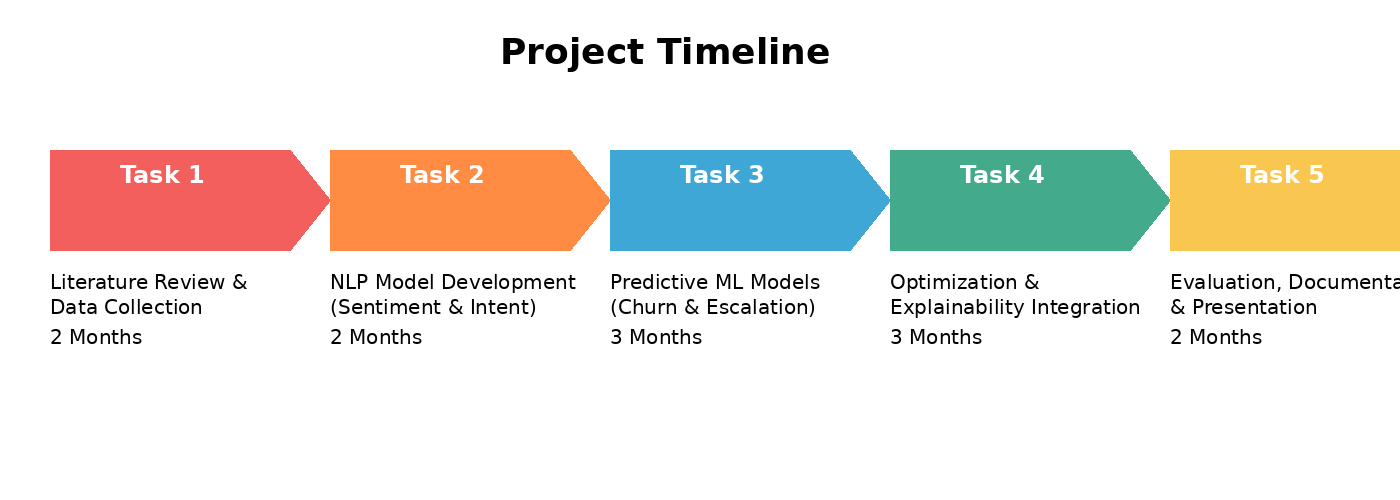 Project Timeline
Task 1
Task 2
Task 3
Task 4
Task 5
Literature Review &
Data Collection
2 Months
NLP Model Development
(Sentiment & Intent)
2 Months
Predictive ML Models
(Churn & Escalation)
3 Months
Optimization &
Explainability Integration
3 Months
Evaluation,
& Presentation
2 Months